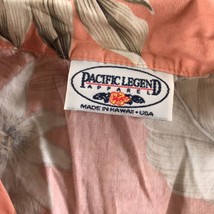 PACIFIC LEGEND
APPAREL
MADE IN HAWAII • USA